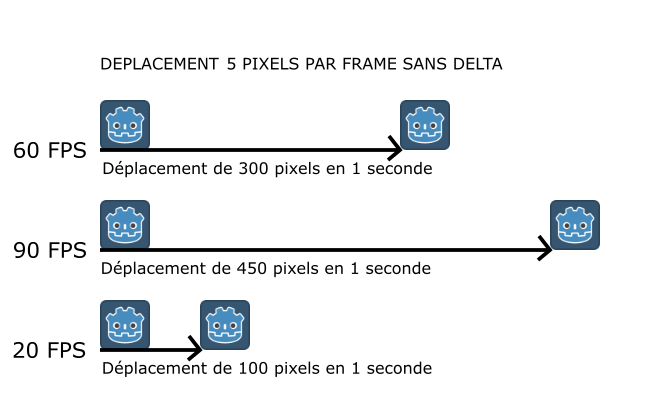 DEPLACEMENT 5 PIXELS PAR FRAME SANS DELTA
60 FPS
Déplacement de 300 pixels en 1 seconde
90 FPS
Déplacement de 450 pixels en 1 seconde
20 FPS
Déplacement de 100 pixels en 1 seconde